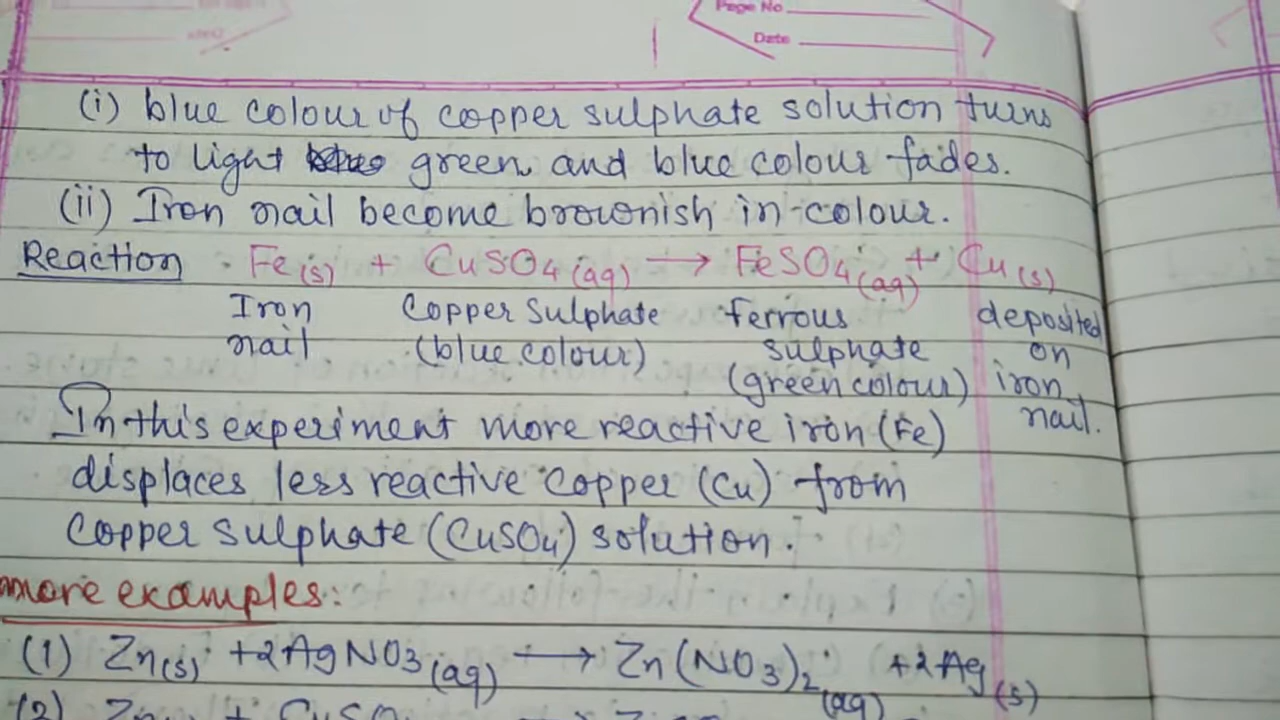 Page No
Date
(i) blue colour of copper sulphate solution turns
to light green and blue colour fades.
(ii) Iron nail become brownish in colour.
Reaction Fe(s) + CuSO4(aq) → FeSO4(aq) + Cu(s)
Iron Copper Sulphate ferrous deposited
nail (blue colour) sulphate on
(green colour) iron
nail.
In this experiment more reactive iron (Fe)
displaces less reactive Copper (Cu) from
Copper sulphate (CuSO4) solution.
more examples:
(1) Zn(s) + 2AgNO3(aq) → Zn(NO3)2(aq) + 2Ag(s)
(2) Zn + CuSO